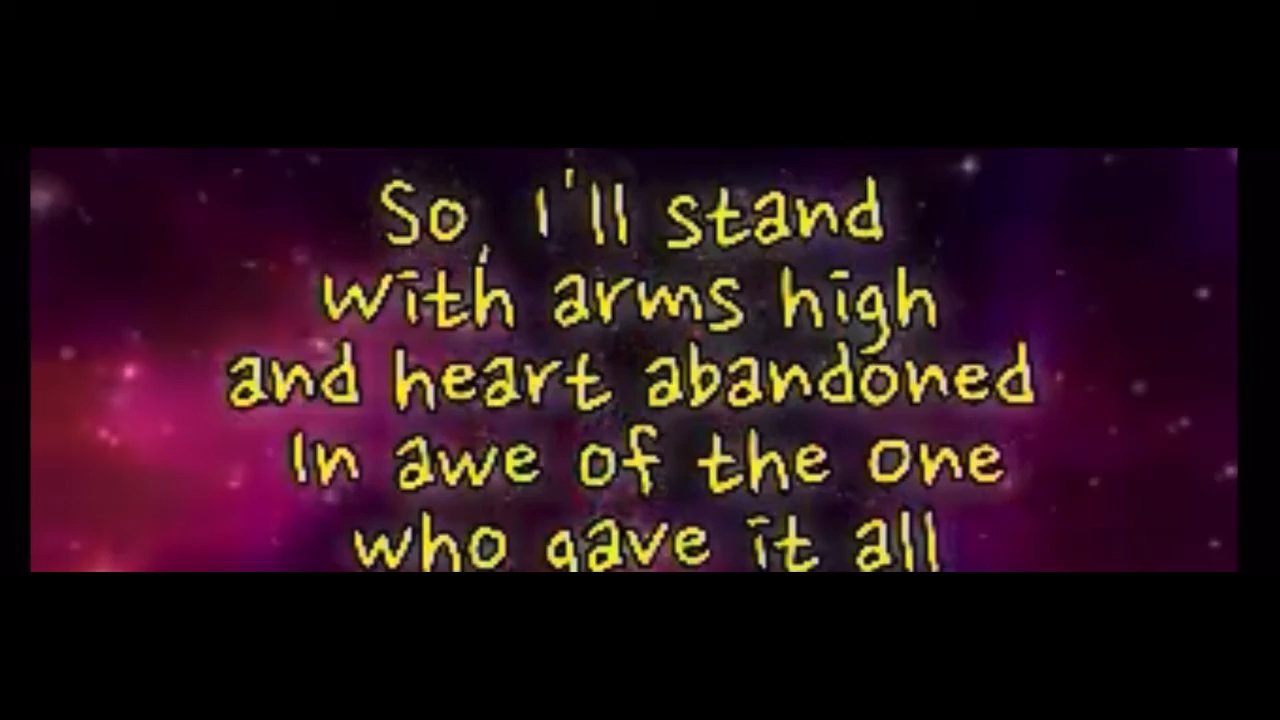 So, I'll stand
with arms high
and heart abandoned
In awe of the one
who gave it all